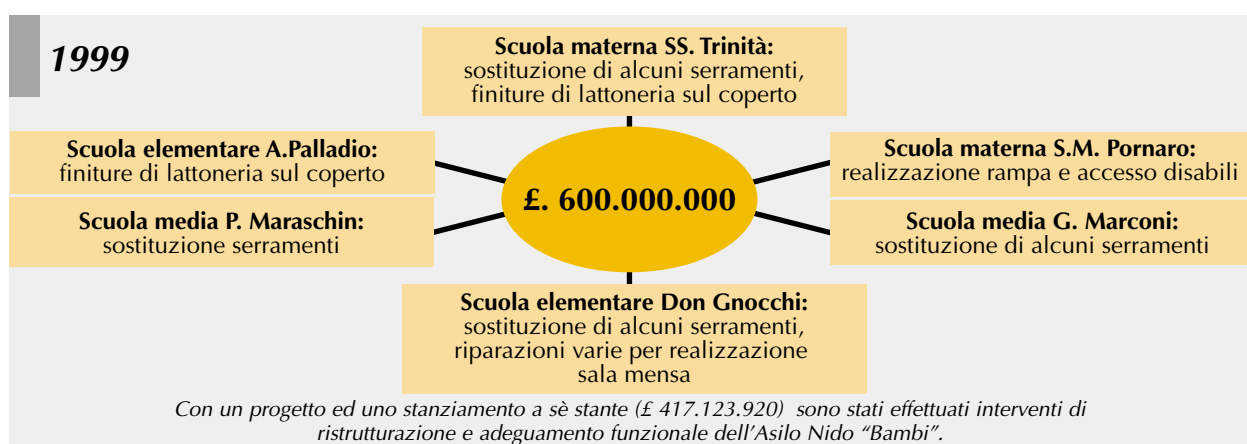 1999
Scuola materna SS. Trinità:
sostituzione di alcuni serramenti,
finiture di lattoneria sul coperto
Scuola elementare A.Palladio:
finiture di lattoneria sul coperto
Scuola materna S.M. Pornaro:
realizzazione rampa e accesso disabili
£. 600.000.000
Scuola media P. Maraschin:
sostituzione serramenti
Scuola media G. Marconi:
sostituzione di alcuni serramenti
Scuola elementare Don Gnocchi:
sostituzione di alcuni serramenti,
riparazioni varie per realizzazione
sala mensa
Con un progetto ed uno stanziamento a sè stante (£ 417.123.920) sono stati effettuati interventi di
ristrutturazione e adeguamento funzionale dell'Asilo Nido “Bambi”.